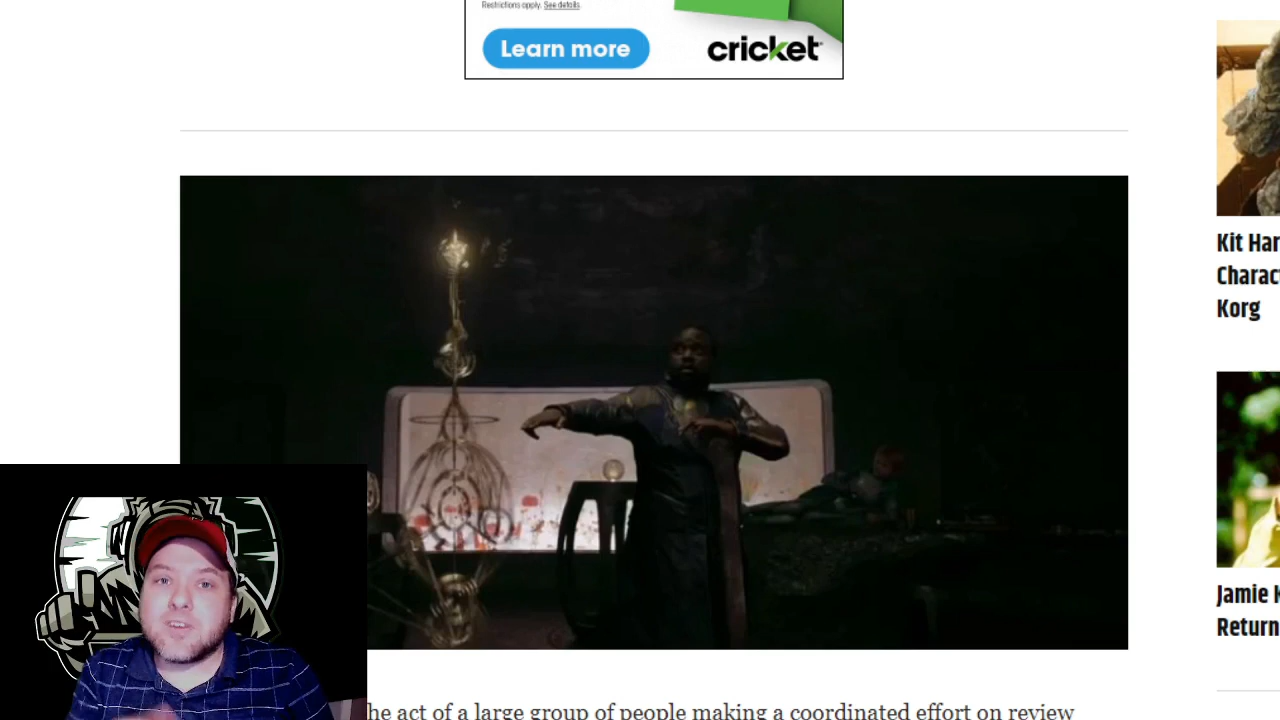 Restrictions apply. See details.
Learn more
cricket
Kit Har
Charac
Korg
Jamie K
Return
he act of a large group of people making a coordinated effort on review